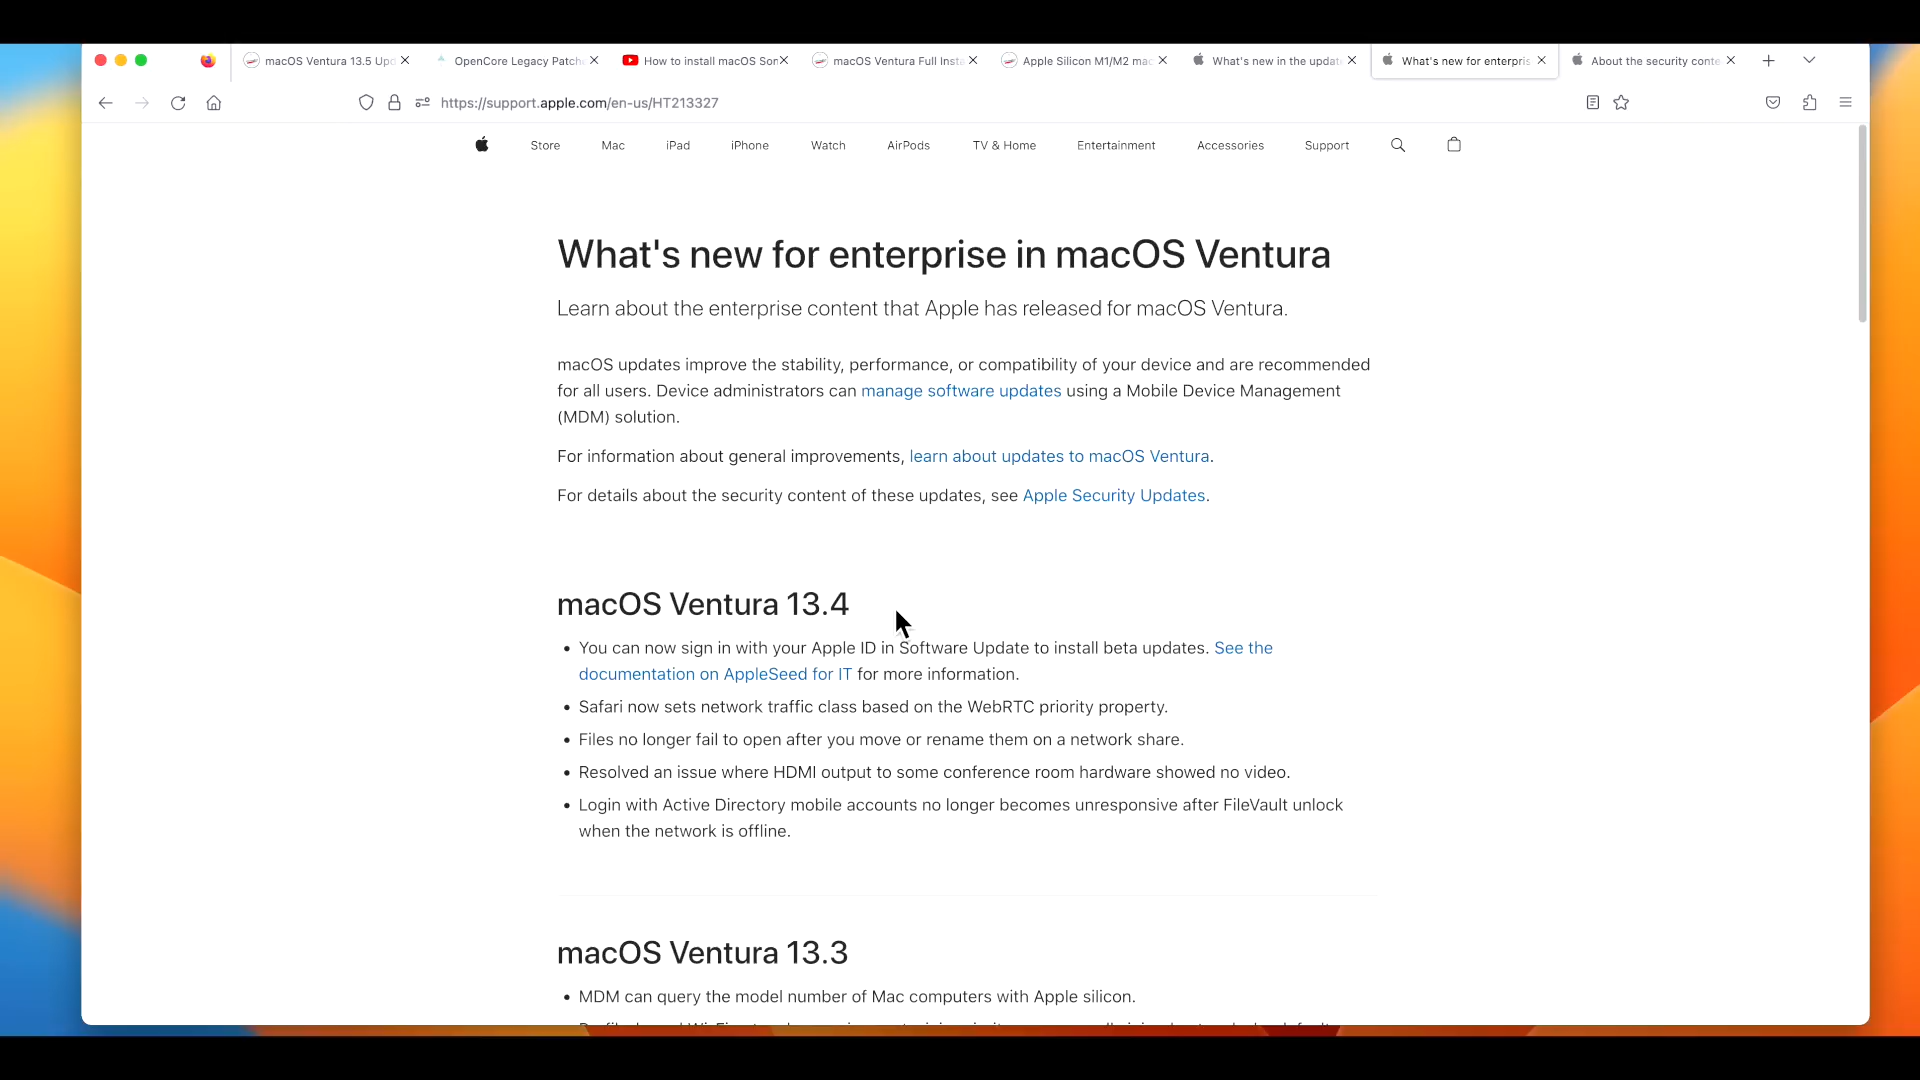 macOS Ventura 13.5 Upd
OpenCore Legacy Patche
How to install macOS Son
macOS Ventura Full Insta
Apple Silicon M1/M2 mac
What's new in the updat
What's new for enterpris
About the security conte
https://support.apple.com/en-us/HT213327
Store Mac iPad iPhone Watch AirPods TV & Home Entertainment Accessories Support
What's new for enterprise in macOS Ventura
Learn about the enterprise content that Apple has released for macOS Ventura.
macOS updates improve the stability, performance, or compatibility of your device and are recommended
for all users. Device administrators can manage software updates using a Mobile Device Management
(MDM) solution.
For information about general improvements, learn about updates to macOS Ventura.
For details about the security content of these updates, see Apple Security Updates.
macOS Ventura 13.4
• You can now sign in with your Apple ID in Software Update to install beta updates. See the
documentation on AppleSeed for IT for more information.
• Safari now sets network traffic class based on the WebRTC priority property.
• Files no longer fail to open after you move or rename them on a network share.
• Resolved an issue where HDMI output to some conference room hardware showed no video.
• Login with Active Directory mobile accounts no longer becomes unresponsive after FileVault unlock
when the network is offline.
macOS Ventura 13.3
• MDM can query the model number of Mac computers with Apple silicon.